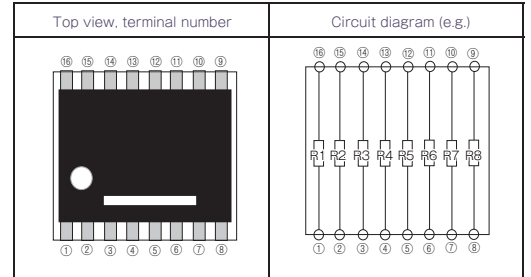 Top view, terminal number
Circuit diagram (e.g.)
⑯ ⑮ ⑭ ⑬ ⑫ ⑪ ⑩ ⑨
① ② ③ ④ ⑤ ⑥ ⑦ ⑧
⑯ ⑮ ⑭ ⑬ ⑫ ⑪ ⑩ ⑨
R1 R2 R3 R4 R5 R6 R7 R8
① ② ③ ④ ⑤ ⑥ ⑦ ⑧